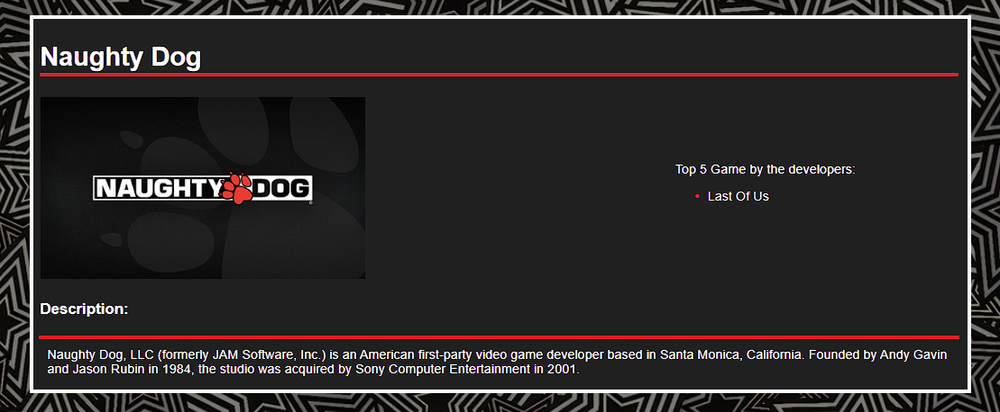 Naughty Dog
NAUGHTY DOG
Top 5 Game by the developers:
Last Of Us
Description:
Naughty Dog, LLC (formerly JAM Software, Inc.) is an American first-party video game developer based in Santa Monica, California. Founded by Andy Gavin
and Jason Rubin in 1984, the studio was acquired by Sony Computer Entertainment in 2001.